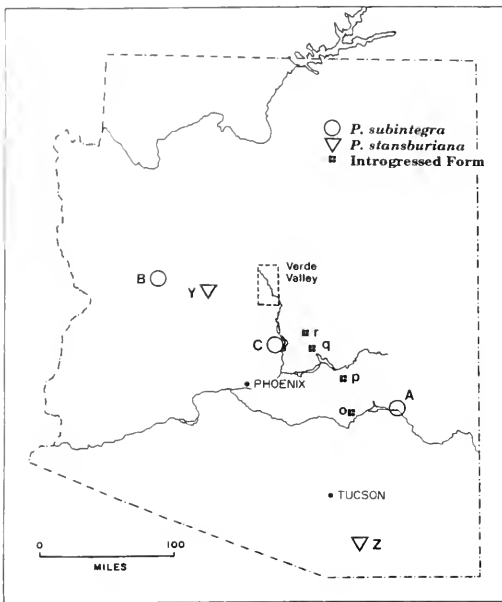 P. subintegra
P. stansburiana
Introgressed Form
Verde
Valley
B
Y
r
C
q
p
PHOENIX
A
o
TUCSON
Z
0 100
MILES